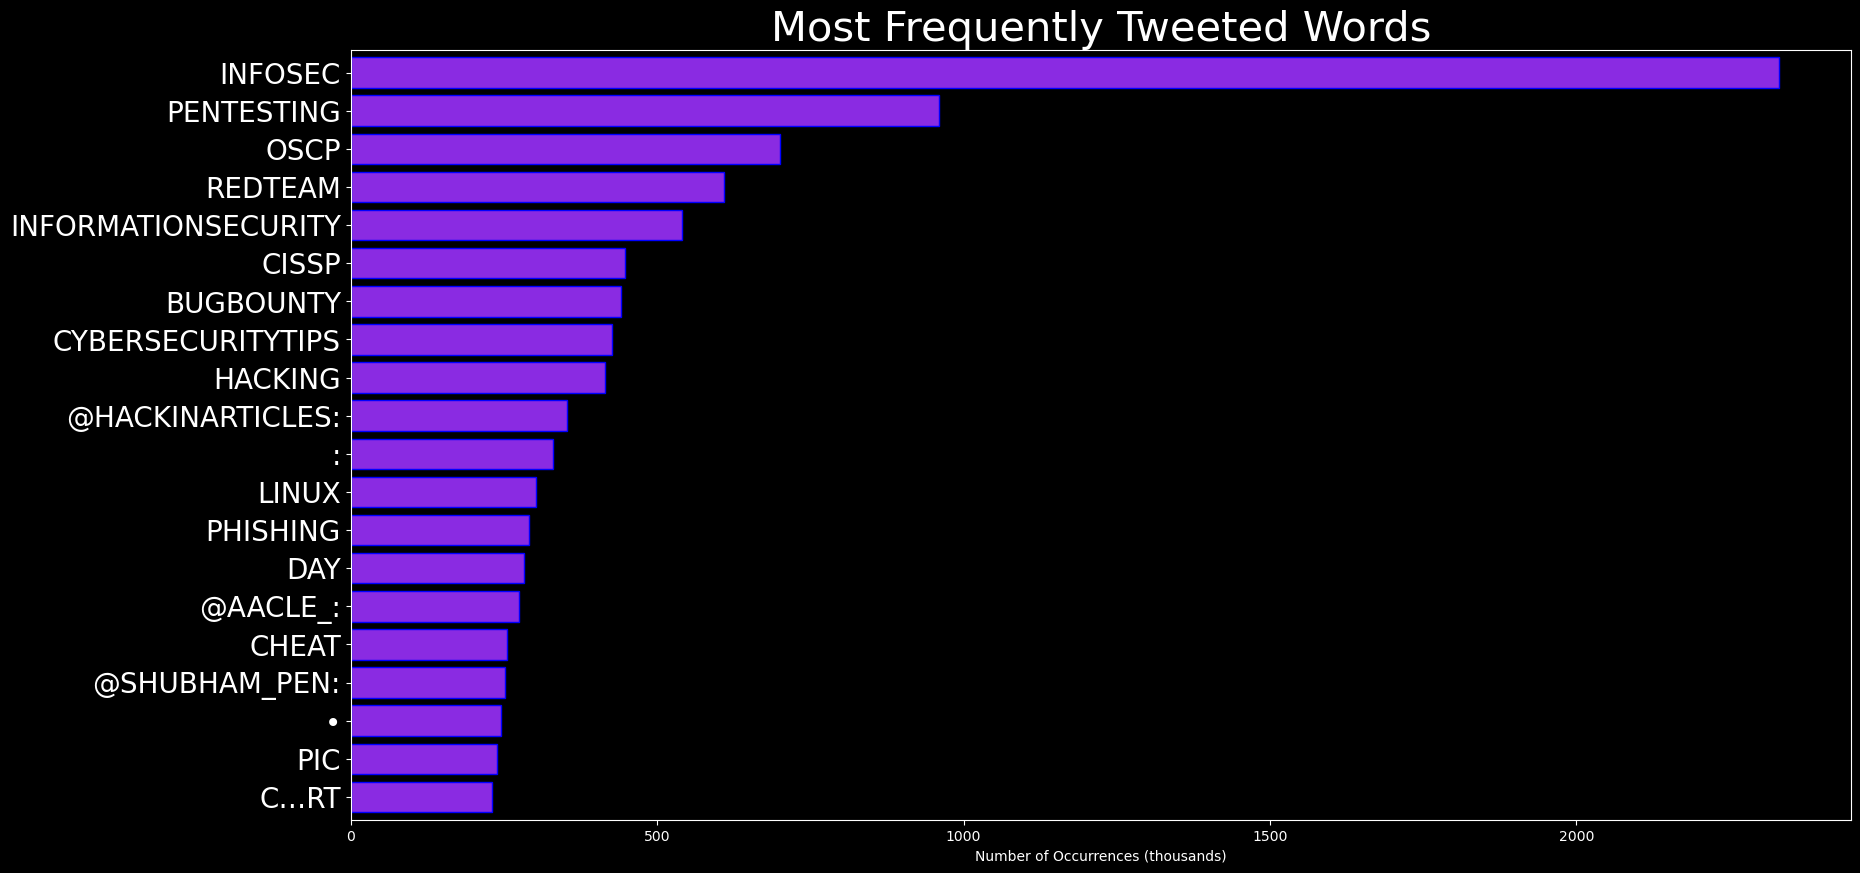 Most Frequently Tweeted Words
INFOSEC
PENTESTING
OSCP
REDTEAM
INFORMATIONSECURITY
CISSP
BUGBOUNTY
CYBERSECURITYTIPS
HACKING
@HACKINARTICLES:
:
LINUX
PHISHING
DAY
@AACLE_:
CHEAT
@SHUBHAM_PEN:
•
PIC
C…RT
0 500 1000 1500 2000
Number of Occurrences (thousands)